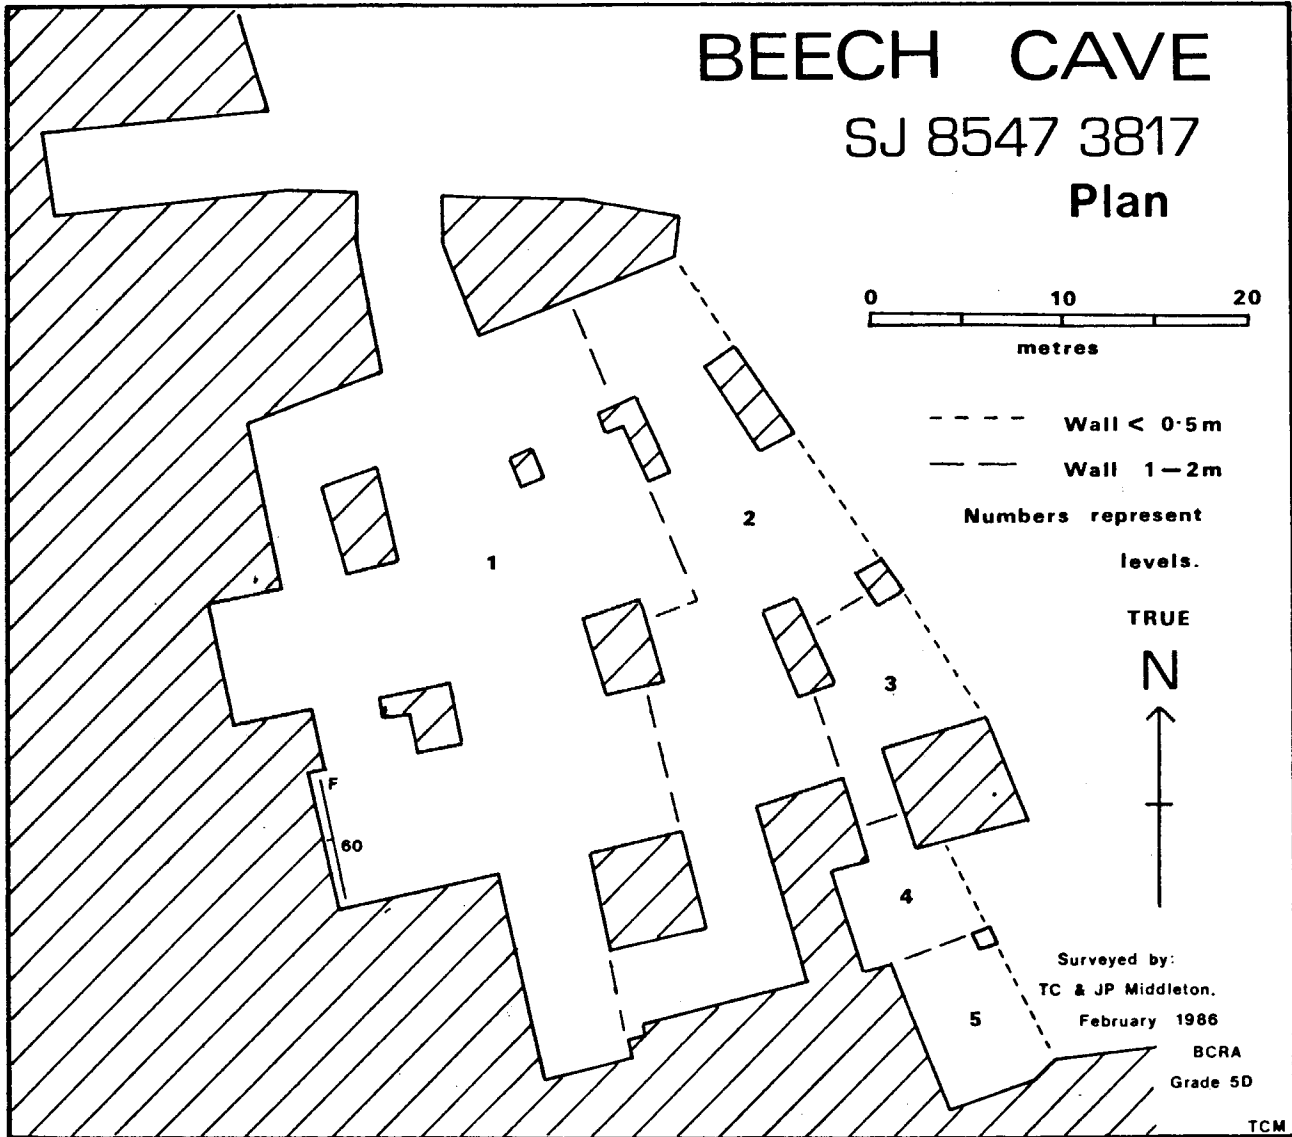 BEECH CAVE
SJ 8547 3817
Plan
0 10 20
metres
Wall < 0·5m
Wall 1–2m
Numbers represent
levels.
TRUE
N
1
2
3
4
5
F
60
Surveyed by:
TC & JP Middleton.
February 1986
BCRA
Grade 5D
TCM